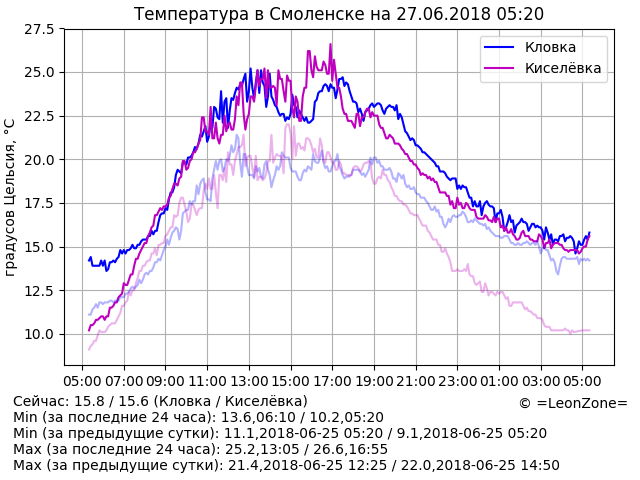 Температура в Смоленске на 27.06.2018 05:20
27.5
25.0
22.5
20.0
17.5
15.0
12.5
10.0
градусов Цельсия, °C
Кловка
Киселёвка
05:00 07:00 09:00 11:00 13:00 15:00 17:00 19:00 21:00 23:00 01:00 03:00 05:00
Сейчас: 15.8 / 15.6 (Кловка / Киселёвка)
© =LeonZone=
Min (за последние 24 часа): 13.6,06:10 / 10.2,05:20
Min (за предыдущие сутки): 11.1,2018-06-25 05:20 / 9.1,2018-06-25 05:20
Max (за последние 24 часа): 25.2,13:05 / 26.6,16:55
Max (за предыдущие сутки): 21.4,2018-06-25 12:25 / 22.0,2018-06-25 14:50